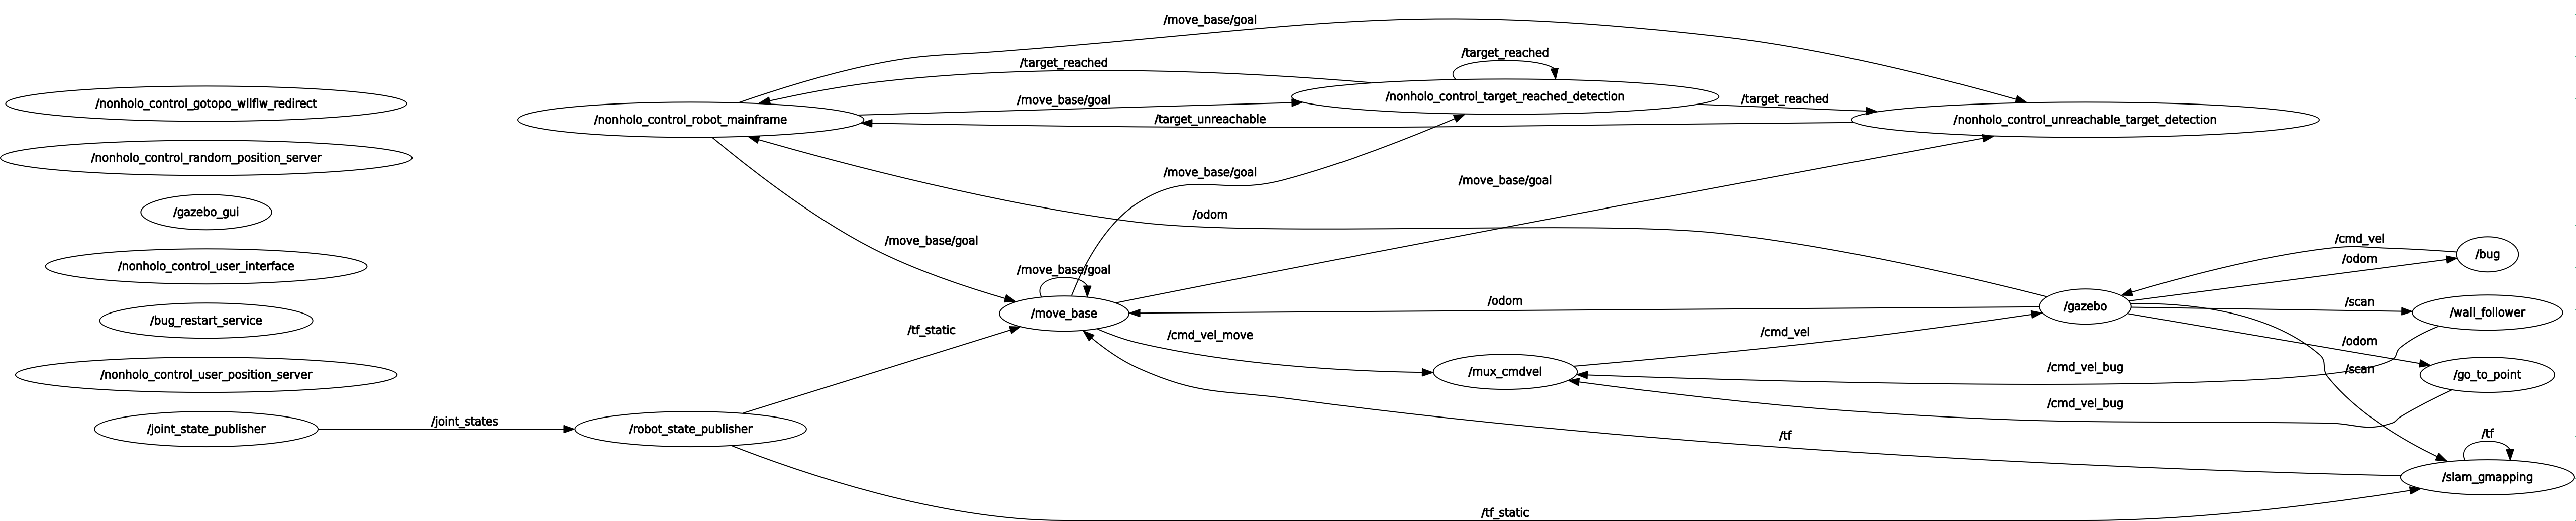 /move_base/goal
/target_reached
/target_reached
/nonholo_control_gotopo_wllflw_redirect
/nonholo_control_robot_mainframe
/move_base/goal
/nonholo_control_target_reached_detection
/target_reached
/target_unreachable
/nonholo_control_unreachable_target_detection
/nonholo_control_random_position_server
/move_base/goal
/move_base/goal
/gazebo_gui
/odom
/move_base/goal
/cmd_vel
/bug
/odom
/nonholo_control_user_interface
/move_base/goal
/odom
/gazebo
/scan
/wall_follower
/move_base
/bug_restart_service
/tf_static
/cmd_vel_move
/cmd_vel
/odom
/mux_cmdvel
/cmd_vel_bug
/scan
/go_to_point
/nonholo_control_user_position_server
/cmd_vel_bug
/joint_state_publisher
/joint_states
/robot_state_publisher
/tf
/tf
/slam_gmapping
/tf_static